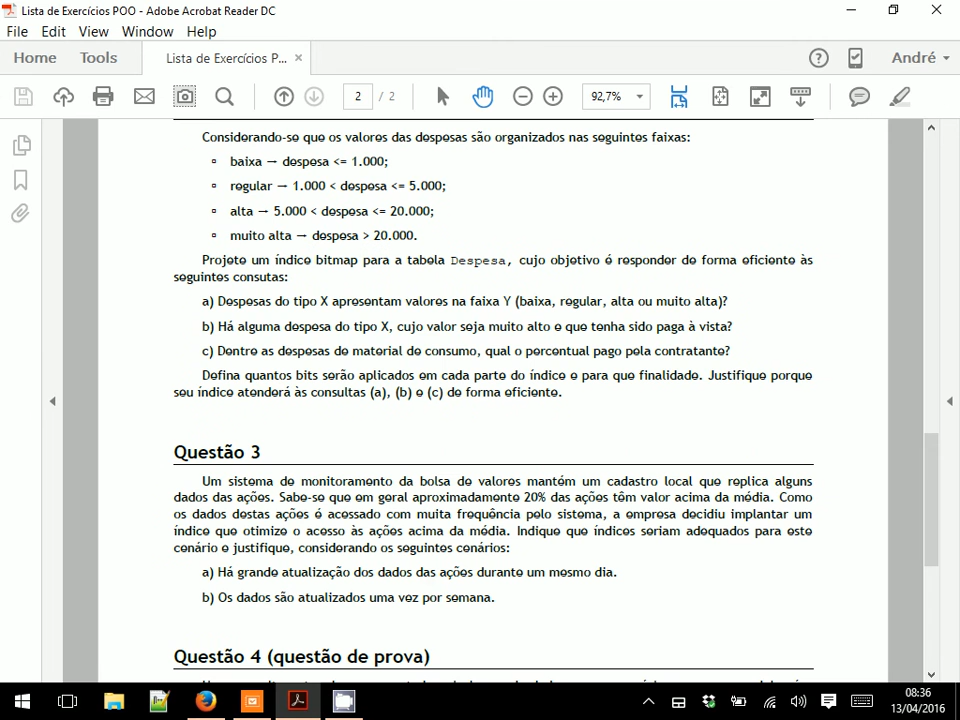 Lista de Exercícios POO - Adobe Acrobat Reader DC
File Edit View Window Help
Home Tools Lista de Exercícios P... × André
2 / 2 92,7%
Considerando-se que os valores das despesas são organizados nas seguintes faixas:
▫ baixa → despesa <= 1.000;
▫ regular → 1.000 < despesa <= 5.000;
▫ alta → 5.000 < despesa <= 20.000;
▫ muito alta → despesa > 20.000.
Projete um índice bitmap para a tabela Despesa, cujo objetivo é responder de forma eficiente às
seguintes consutas:
a) Despesas do tipo X apresentam valores na faixa Y (baixa, regular, alta ou muito alta)?
b) Há alguma despesa do tipo X, cujo valor seja muito alto e que tenha sido paga à vista?
c) Dentre as despesas de material de consumo, qual o percentual pago pela contratante?
Defina quantos bits serão aplicados em cada parte do índice e para que finalidade. Justifique porque
seu índice atenderá às consultas (a), (b) e (c) de forma eficiente.
Questão 3
Um sistema de monitoramento da bolsa de valores mantém um cadastro local que replica alguns
dados das ações. Sabe-se que em geral aproximadamente 20% das ações têm valor acima da média. Como
os dados destas ações é acessado com muita frequência pelo sistema, a empresa decidiu implantar um
índice que otimize o acesso às ações acima da média. Indique que índices seriam adequados para este
cenário e justifique, considerando os seguintes cenários:
a) Há grande atualização dos dados das ações durante um mesmo dia.
b) Os dados são atualizados uma vez por semana.
Questão 4 (questão de prova)
08:36
13/04/2016